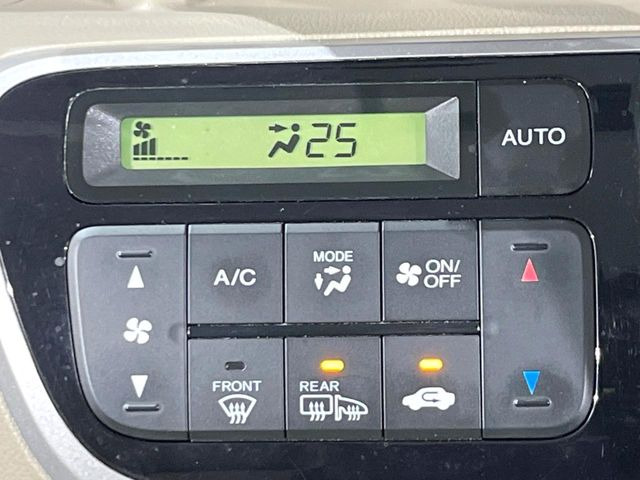 25
AUTO
A/C
MODE
ON/
OFF
FRONT
REAR